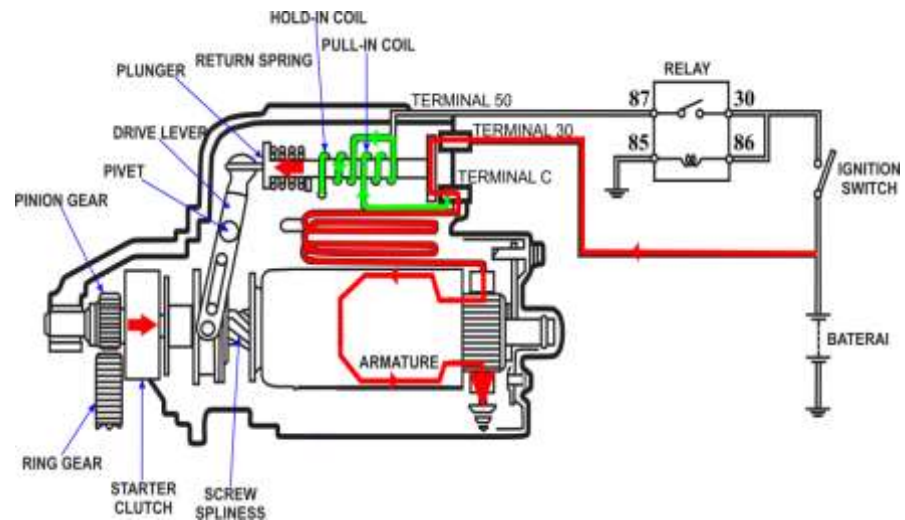 HOLD-IN COIL
PULL-IN COIL
RETURN SPRING
PLUNGER
RELAY
87
30
TERMINAL 50
DRIVE LEVER
TERMINAL 30
85
86
PIVET
TERMINAL C
IGNITION
SWITCH
PINION GEAR
BATERAI
ARMATURE
RING GEAR
STARTER
CLUTCH
SCREW
SPLINESS